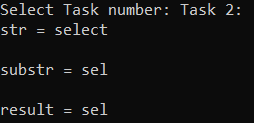 Select Task number: Task 2:
str = select
substr = sel
result = sel